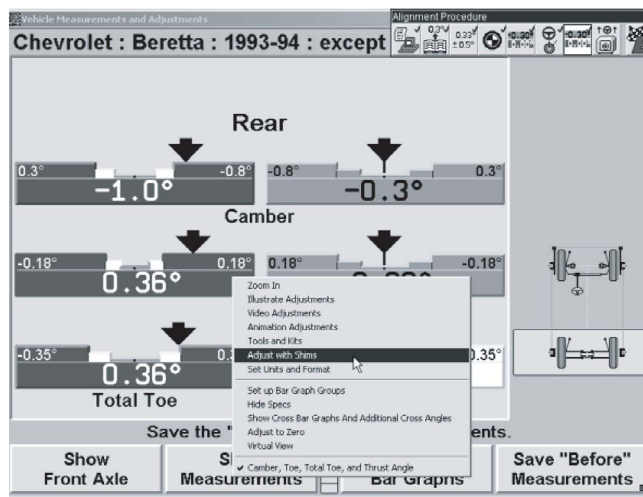 Vehicle Measurements and Adjustments
Alignment Procedure
Chevrolet : Beretta : 1993-94 : except
Rear
0.3° -0.8° -0.8° 0.3°
-1.0° -0.3°
Camber
-0.18° 0.18° 0.18° -0.18°
0.36°
Zoom In
Illustrate Adjustments
Video Adjustments
Animation Adjustments
Tools and Kits
Adjust with Shims
Set Units and Format
Set up Bar Graph Groups
Hide Specs
Show Cross Bar Graphs And Additional Cross Angles
Adjust to Zero
Virtual View
Camber, Toe, Total Toe, and Thrust Angle
-0.35° 0.35°
0.36°
Total Toe
Save the "
Show
Front Axle
Measurements
Bar Graphs
Save "Before"
Measurements